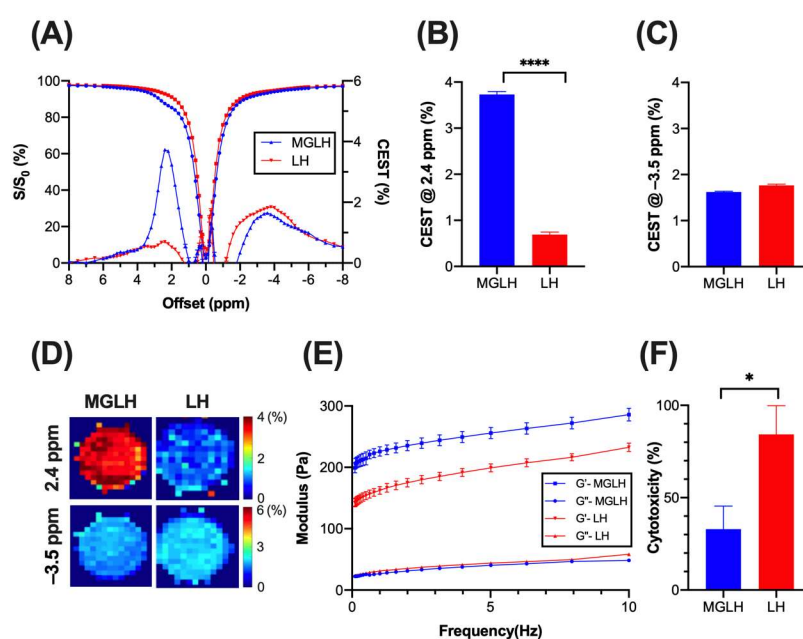 (A)
100
80
60
40
20
0
S/S0 (%)
6
5
4
3
2
1
0
CEST (%)
MGLH
LH
8 6 4 2 0 -2 -4 -6 -8
Offset (ppm)
(B)
****
4
3
2
1
0
CEST @ 2.4 ppm (%)
MGLH LH
(C)
4
3
2
1
0
CEST @ –3.5 ppm (%)
MGLH LH
(D)
MGLH LH
2.4 ppm
4 (%)
2
0
–3.5 ppm
6 (%)
3
0
(E)
300
200
100
0
Modulus (Pa)
G'- MGLH
G''- MGLH
G'- LH
G''- LH
0 5 10
Frequency(Hz)
(F)
*
100
50
0
Cytotoxicity (%)
MGLH LH